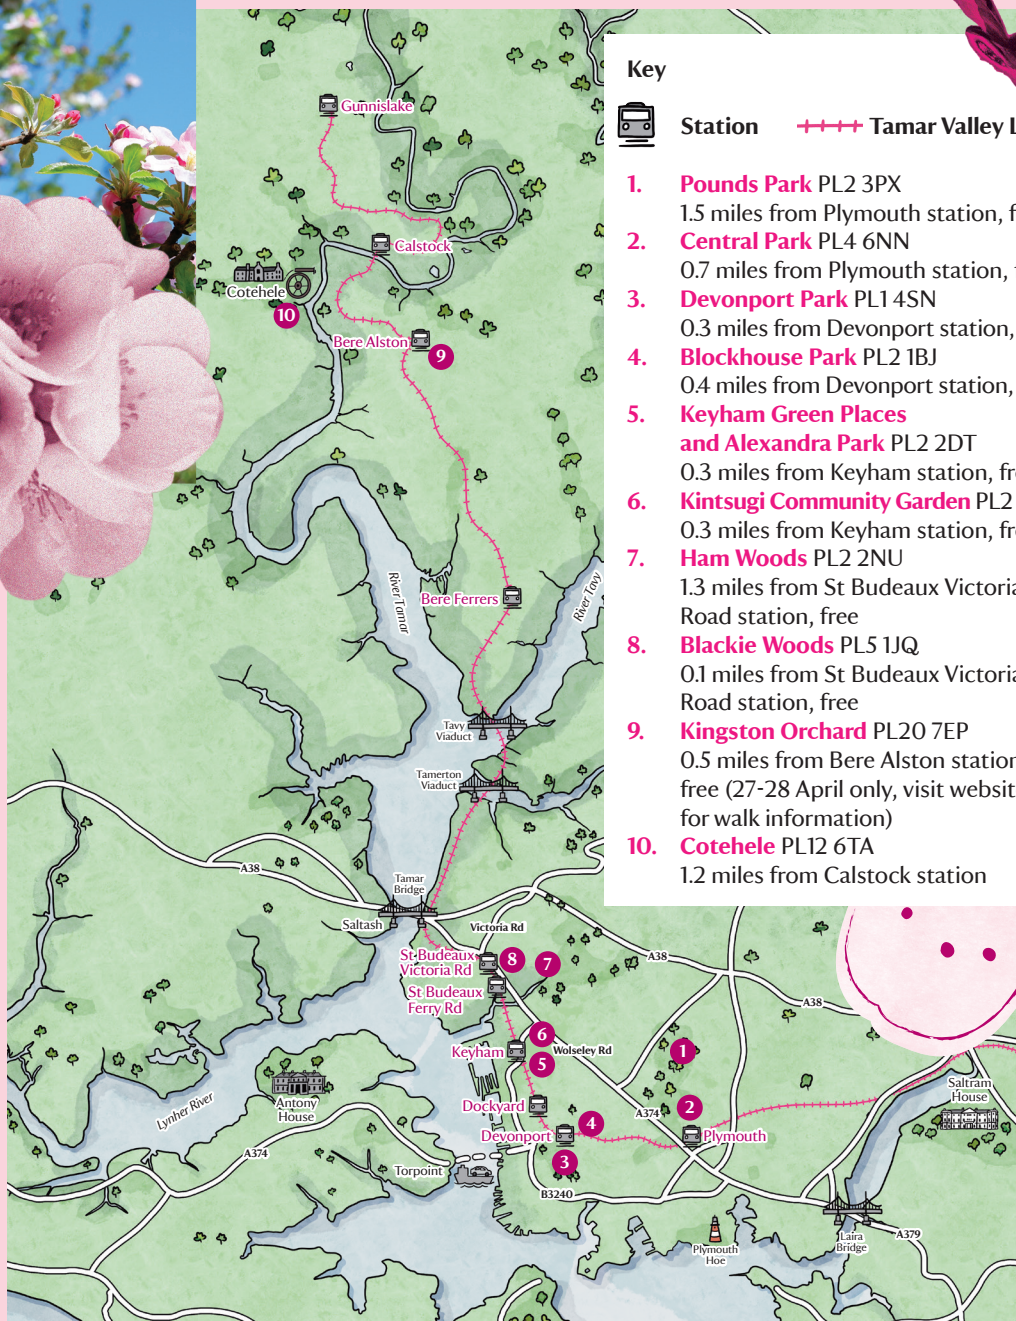 Key
Station
Tamar Valley L
1. Pounds Park PL2 3PX
1.5 miles from Plymouth station, f
2. Central Park PL4 6NN
0.7 miles from Plymouth station,
3. Devonport Park PL1 4SN
0.3 miles from Devonport station,
4. Blockhouse Park PL2 1BJ
0.4 miles from Devonport station,
5. Keyham Green Places
and Alexandra Park PL2 2DT
0.3 miles from Keyham station, fre
6. Kintsugi Community Garden PL2
0.3 miles from Keyham station, fre
7. Ham Woods PL2 2NU
1.3 miles from St Budeaux Victoria
Road station, free
8. Blackie Woods PL5 1JQ
0.1 miles from St Budeaux Victoria
Road station, free
9. Kingston Orchard PL20 7EP
0.5 miles from Bere Alston station
free (27-28 April only, visit websit
for walk information)
10. Cotehele PL12 6TA
1.2 miles from Calstock station
Gunnislake
Calstock
Cotehele
10
Bere Alston
9
River Tamar
Bere Ferrers
River Tavy
Tavy
Viaduct
Tamerton
Viaduct
A38
Tamar
Bridge
Saltash
Victoria Rd
St Budeaux
Victoria Rd
8
7
A38
St Budeaux
Ferry Rd
A38
6
Keyham
Wolseley Rd
1
5
Antony
House
Lynher River
Saltram
House
Dockyard
2
A374
4
Devonport
Plymouth
A374
3
Torpoint
B3240
Plymouth
Hoe
Laira
Bridge
A379